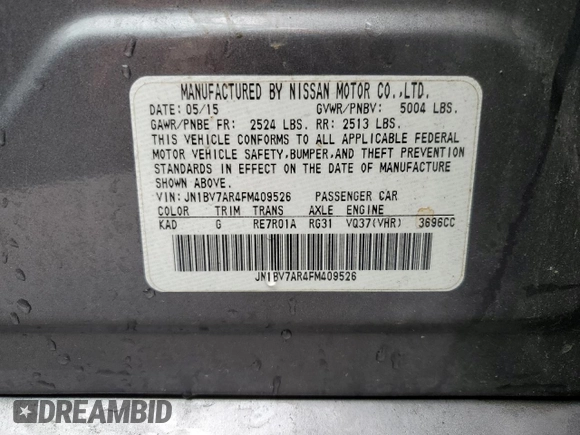 MANUFACTURED BY NISSAN MOTOR CO.,LTD.
DATE: 05/15 GVWR/PNBV: 5004 LBS.
GAWR/PNBE FR: 2524 LBS. RR: 2513 LBS.
THIS VEHICLE CONFORMS TO ALL APPLICABLE FEDERAL
MOTOR VEHICLE SAFETY,BUMPER,AND THEFT PREVENTION
STANDARDS IN EFFECT ON THE DATE OF MANUFACTURE
SHOWN ABOVE.
VIN: JN1BV7AR4FM409526 PASSENGER CAR
COLOR TRIM TRANS AXLE ENGINE
KAD G RE7R01A RG31 VQ37(VHR) 3696CC
JN1BV7AR4FM409526
DREAMBID